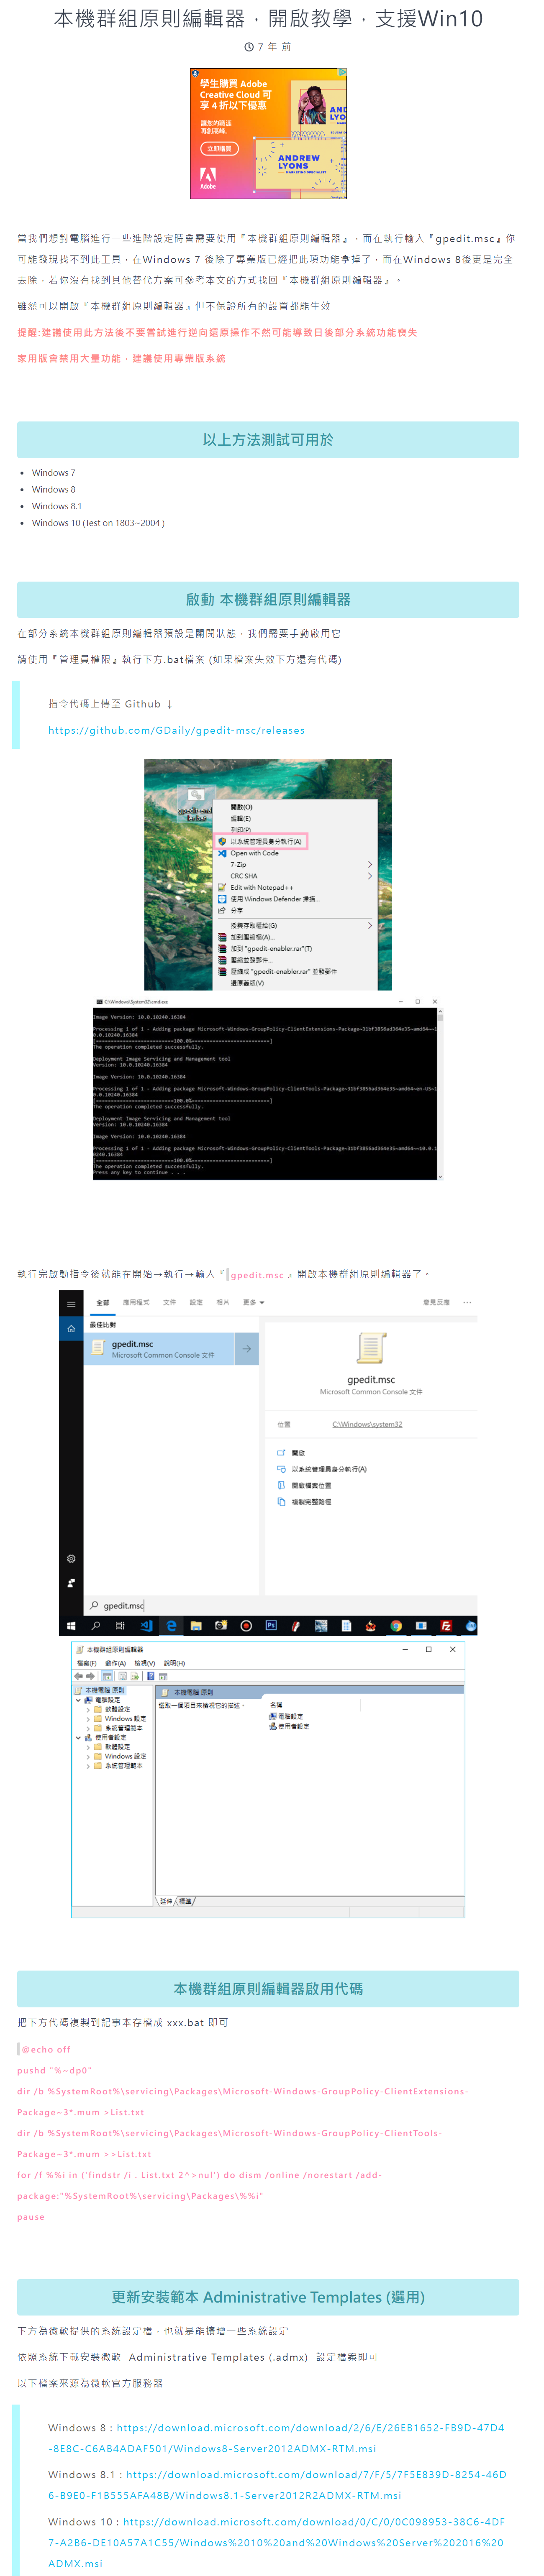 本機群組原則編輯器，開啟教學，支援Win10
7 年 前
學生購買 Adobe
Creative Cloud 可
享 4 折以下優惠
讓您的職涯
再創高峰。
立即購買
Adobe
ANDREW
LYONS
MARKETING SPECIALIST
當我們想對電腦進行一些進階設定時會需要使用『本機群組原則編輯器』，而在執行輸入『gpedit.msc』你
可能發現找不到此工具，在Windows 7 後除了專業版已經把此項功能拿掉了，而在Windows 8後更是完全
去除，若你沒有找到其他替代方案可參考本文的方式找回『本機群組原則編輯器』。
雖然可以開啟『本機群組原則編輯器』但不保證所有的設置都能生效
提醒:建議使用此方法後不要嘗試進行逆向還原操作不然可能導致日後部分系統功能喪失
家用版會禁用大量功能，建議使用專業版系統
以上方法測試可用於
Windows 7
Windows 8
Windows 8.1
Windows 10 (Test on 1803~2004 )
啟動 本機群組原則編輯器
在部分系統本機群組原則編輯器預設是關閉狀態，我們需要手動啟用它
請使用『管理員權限』執行下方.bat檔案 (如果檔案失效下方還有代碼)
指令代碼上傳至 Github ↓
https://github.com/GDaily/gpedit-msc/releases
開啟(O)
編輯(E)
列印(P)
以系統管理員身分執行(A)
Open with Code
7-Zip
CRC SHA
Edit with Notepad++
使用 Windows Defender 掃描...
分享
授與存取權給(G)
加到壓縮檔(A)...
加到 "gpedit-enabler.rar"(T)
壓縮並發郵件...
壓縮成 "gpedit-enabler.rar" 並發郵件
還原舊版(V)
C:\Windows\System32\cmd.exe
Image Version: 10.0.10240.16384
Processing 1 of 1 - Adding package Microsoft-Windows-GroupPolicy-ClientExtensions-Package~31bf3856ad364e35~amd64~~1
0.0.10240.16384
[==========================100.0%==========================]
The operation completed successfully.
Deployment Image Servicing and Management tool
Version: 10.0.10240.16384
Image Version: 10.0.10240.16384
Processing 1 of 1 - Adding package Microsoft-Windows-GroupPolicy-ClientTools-Package~31bf3856ad364e35~amd64~en-US~1
0.0.10240.16384
[==========================100.0%==========================]
The operation completed successfully.
Deployment Image Servicing and Management tool
Version: 10.0.10240.16384
Image Version: 10.0.10240.16384
Processing 1 of 1 - Adding package Microsoft-Windows-GroupPolicy-ClientTools-Package~31bf3856ad364e35~amd64~~10.0.1
0240.16384
[==========================100.0%==========================]
The operation completed successfully.
Press any key to continue . . .
執行完啟動指令後就能在開始→執行→輸入『gpedit.msc 』開啟本機群組原則編輯器了。
全部 應用程式 文件 設定 相片 更多 意見反應
最佳比對
gpedit.msc
Microsoft Common Console 文件
gpedit.msc
Microsoft Common Console 文件
位置 C:\Windows\system32
開啟
以系統管理員身分執行(A)
開啟檔案位置
複製完整路徑
gpedit.msc
本機群組原則編輯器
檔案(F) 動作(A) 檢視(V) 說明(H)
本機電腦 原則
電腦設定
軟體設定
Windows 設定
系統管理範本
使用者設定
軟體設定
Windows 設定
系統管理範本
本機電腦 原則
選取一個項目來檢視它的描述。
名稱
電腦設定
使用者設定
延伸 標準
本機群組原則編輯器啟用代碼
把下方代碼複製到記事本存檔成 xxx.bat 即可
@echo off
pushd "%~dp0"
dir /b %SystemRoot%\servicing\Packages\Microsoft-Windows-GroupPolicy-ClientExtensions-
Package~3*.mum >List.txt
dir /b %SystemRoot%\servicing\Packages\Microsoft-Windows-GroupPolicy-ClientTools-
Package~3*.mum >>List.txt
for /f %%i in ('findstr /i . List.txt 2^>nul') do dism /online /norestart /add-
package:"%SystemRoot%\servicing\Packages\%%i"
pause
更新安裝範本 Administrative Templates (選用)
下方為微軟提供的系統設定檔，也就是能擴增一些系統設定
依照系統下載安裝微軟 Administrative Templates (.admx) 設定檔案即可
以下檔案來源為微軟官方服務器
Windows 8 : https://download.microsoft.com/download/2/6/E/26EB1652-FB9D-47D4
-8E8C-C6AB4ADAF501/Windows8-Server2012ADMX-RTM.msi
Windows 8.1 : https://download.microsoft.com/download/7/F/5/7F5E839D-8254-46D
6-B9E0-F1B555AFA48B/Windows8.1-Server2012R2ADMX-RTM.msi
Windows 10 : https://download.microsoft.com/download/0/C/0/0C098953-38C6-4DF
7-A2B6-DE10A57A1C55/Windows%2010%20and%20Windows%20Server%202016%20
ADMX.msi